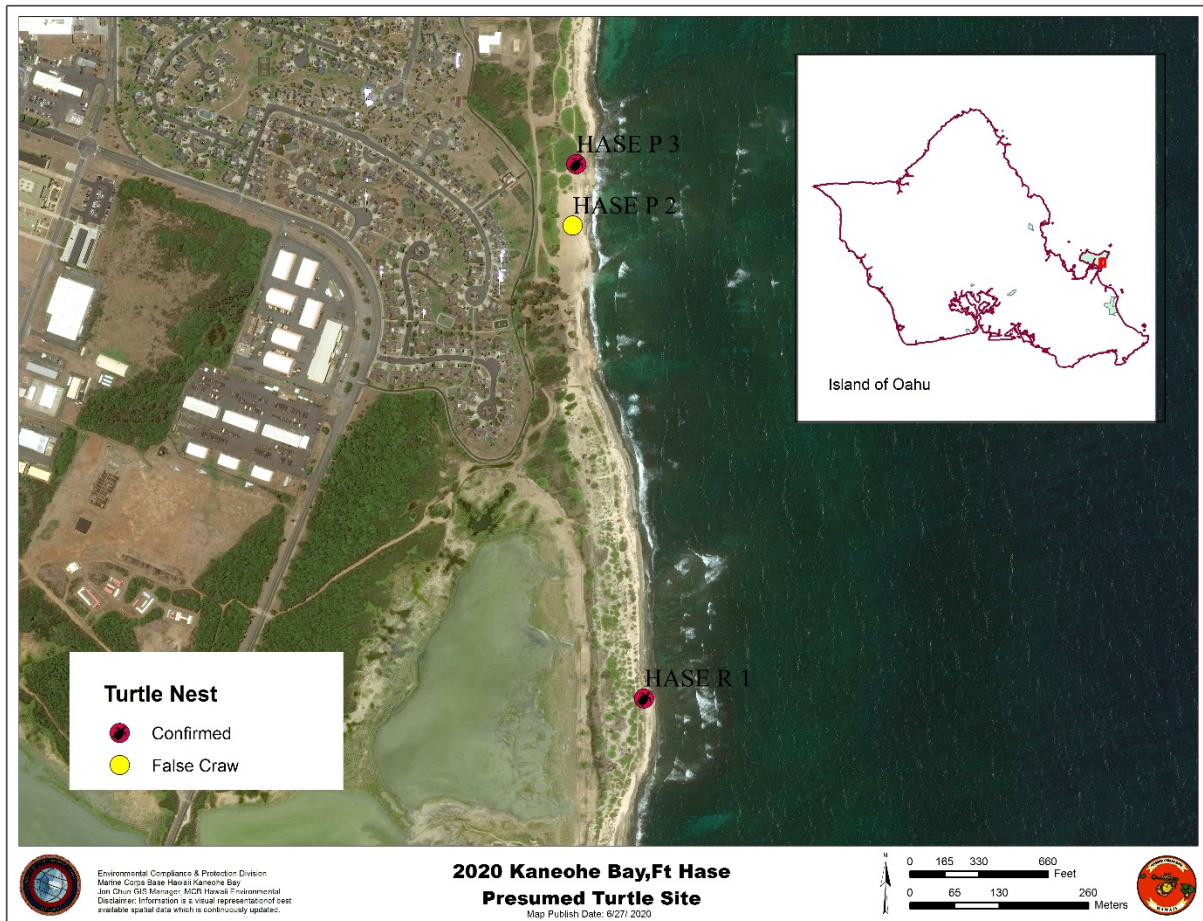 HASE P 3
HASE P 2
Island of Oahu
HASE R 1
Turtle Nest
Confirmed
False Craw
Environmental Compliance & Protection Division
Marine Corps Base Hawaii Kaneohe Bay
Jon Chun GIS Manager, MCB Hawaii Environmental
Disclaimer: Information is a visual representation of best
available spatial data which is continuously updated.
2020 Kaneohe Bay,Ft Hase
Presumed Turtle Site
Map Publish Date: 6/27/ 2020
N
0 165 330 660
Feet
0 65 130 260
Meters
HAWAII